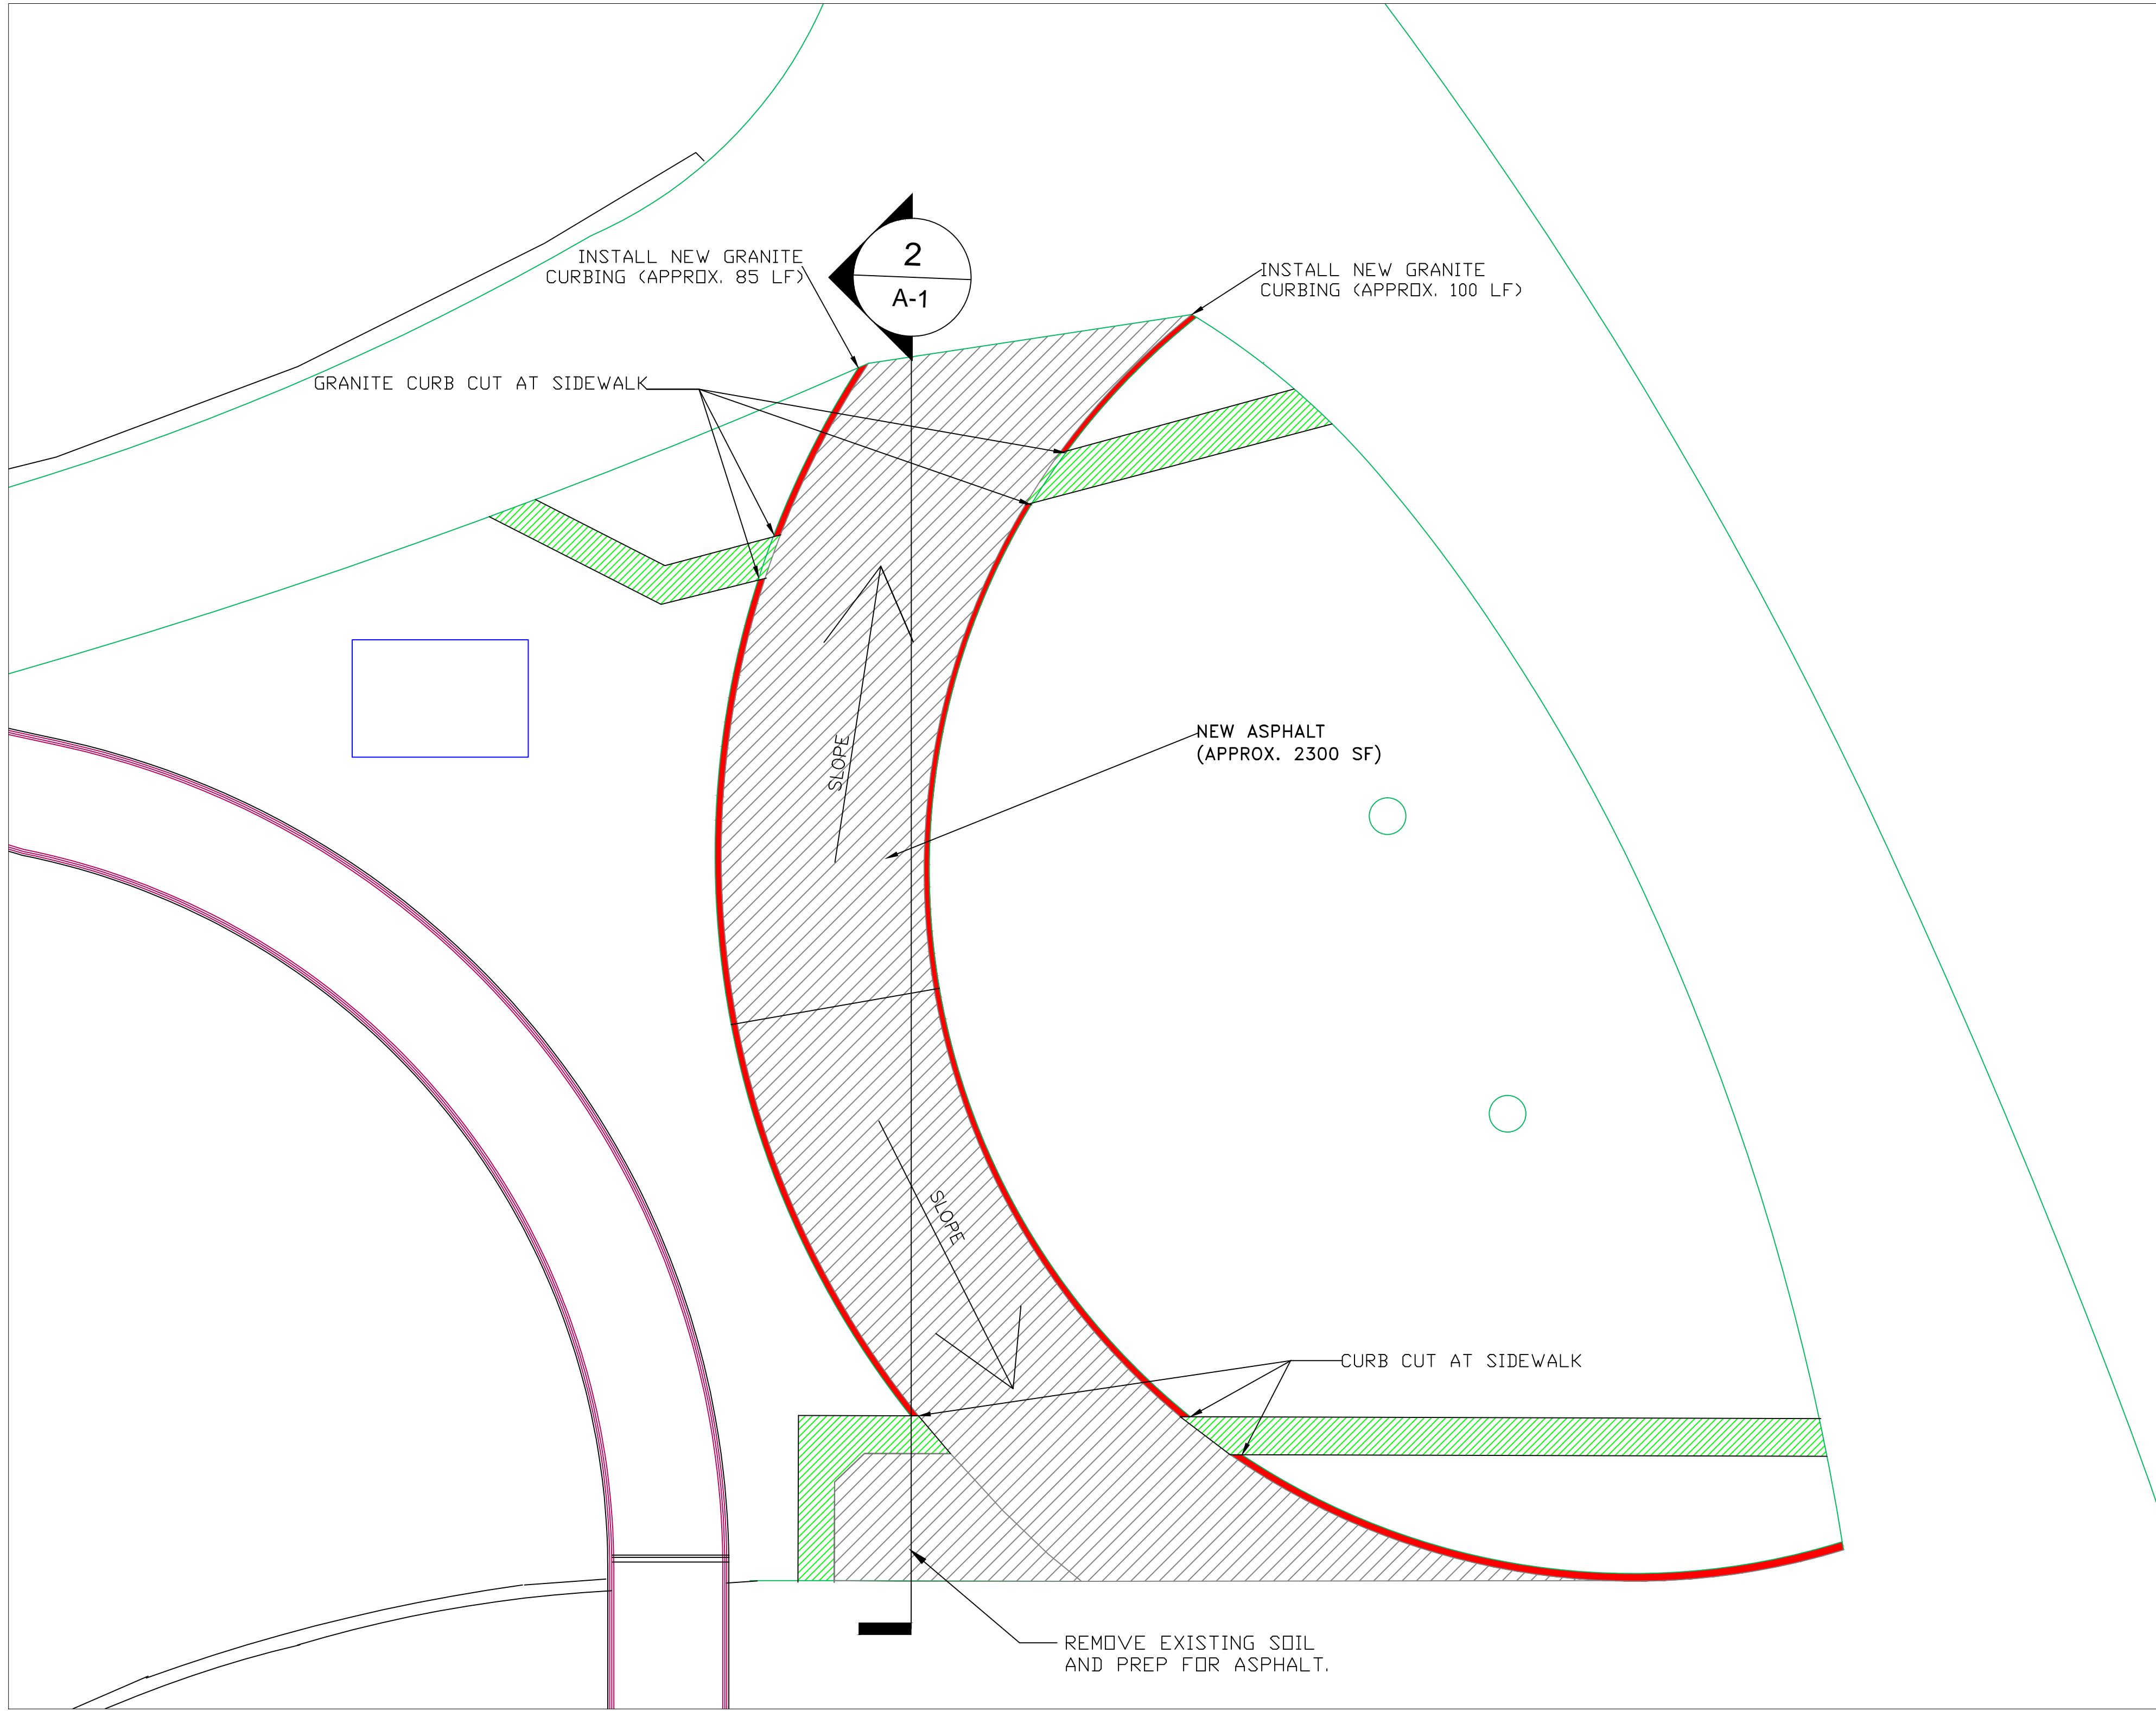 2
A-1
INSTALL NEW GRANITE
CURBING (APPROX. 85 LF)
INSTALL NEW GRANITE
CURBING (APPROX. 100 LF)
GRANITE CURB CUT AT SIDEWALK
SLOPE
NEW ASPHALT
(APPROX. 2300 SF)
SLOPE
CURB CUT AT SIDEWALK
REMOVE EXISTING SOIL
AND PREP FOR ASPHALT.